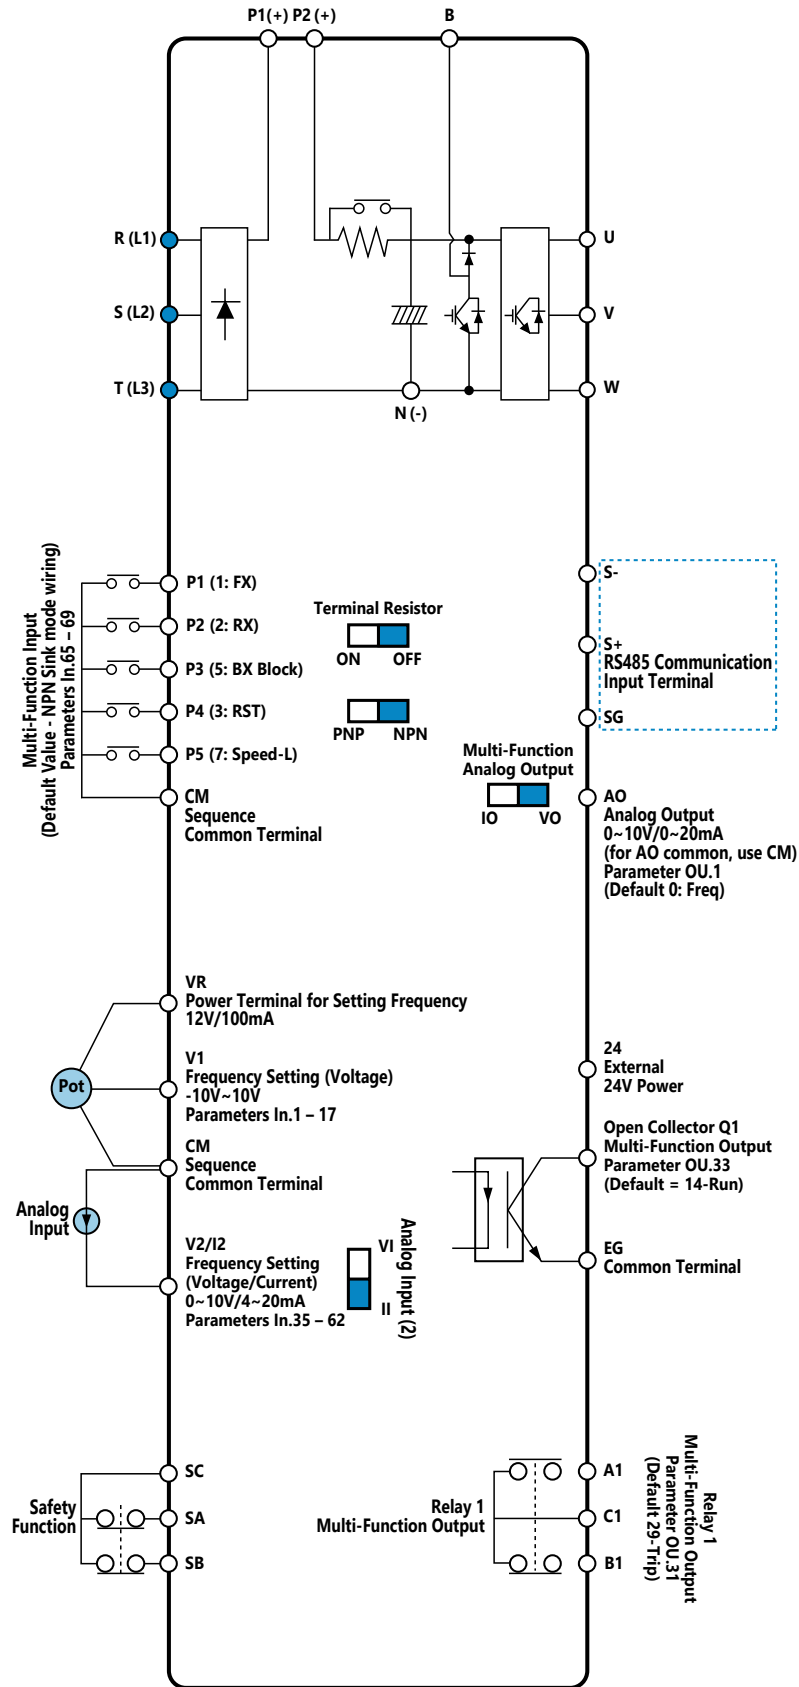 P1(+) P2 (+) B
R (L1)
S (L2)
T (L3)
U
V
W
N (-)
Multi-Function Input
(Default Value - NPN Sink mode wiring)
Parameters In.65 – 69
P1 (1: FX)
P2 (2: RX)
P3 (5: BX Block)
P4 (3: RST)
P5 (7: Speed-L)
CM
Sequence
Common Terminal
Terminal Resistor
ON OFF
PNP NPN
Multi-Function
Analog Output
IO VO
S-
S+
RS485 Communication
Input Terminal
SG
AO
Analog Output
0~10V/0~20mA
(for AO common, use CM)
Parameter OU.1
(Default 0: Freq)
Pot
VR
Power Terminal for Setting Frequency
12V/100mA
V1
Frequency Setting (Voltage)
-10V~10V
Parameters In.1 – 17
CM
Sequence
Common Terminal
Analog
Input
V2/I2
Frequency Setting
(Voltage/Current)
0~10V/4~20mA
Parameters In.35 – 62
VI
II
Analog Input (2)
24
External
24V Power
Open Collector Q1
Multi-Function Output
Parameter OU.33
(Default = 14-Run)
EG
Common Terminal
Safety
Function
SC
SA
SB
Relay 1
Multi-Function Output
A1
C1
B1
Relay 1
Multi-Function Output
Parameter OU.31
(Default 29-Trip)